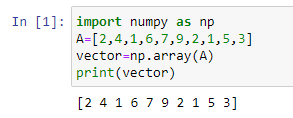 In [1]: import numpy as np
A=[2,4,1,6,7,9,2,1,5,3]
vector=np.array(A)
print(vector)
[2 4 1 6 7 9 2 1 5 3]